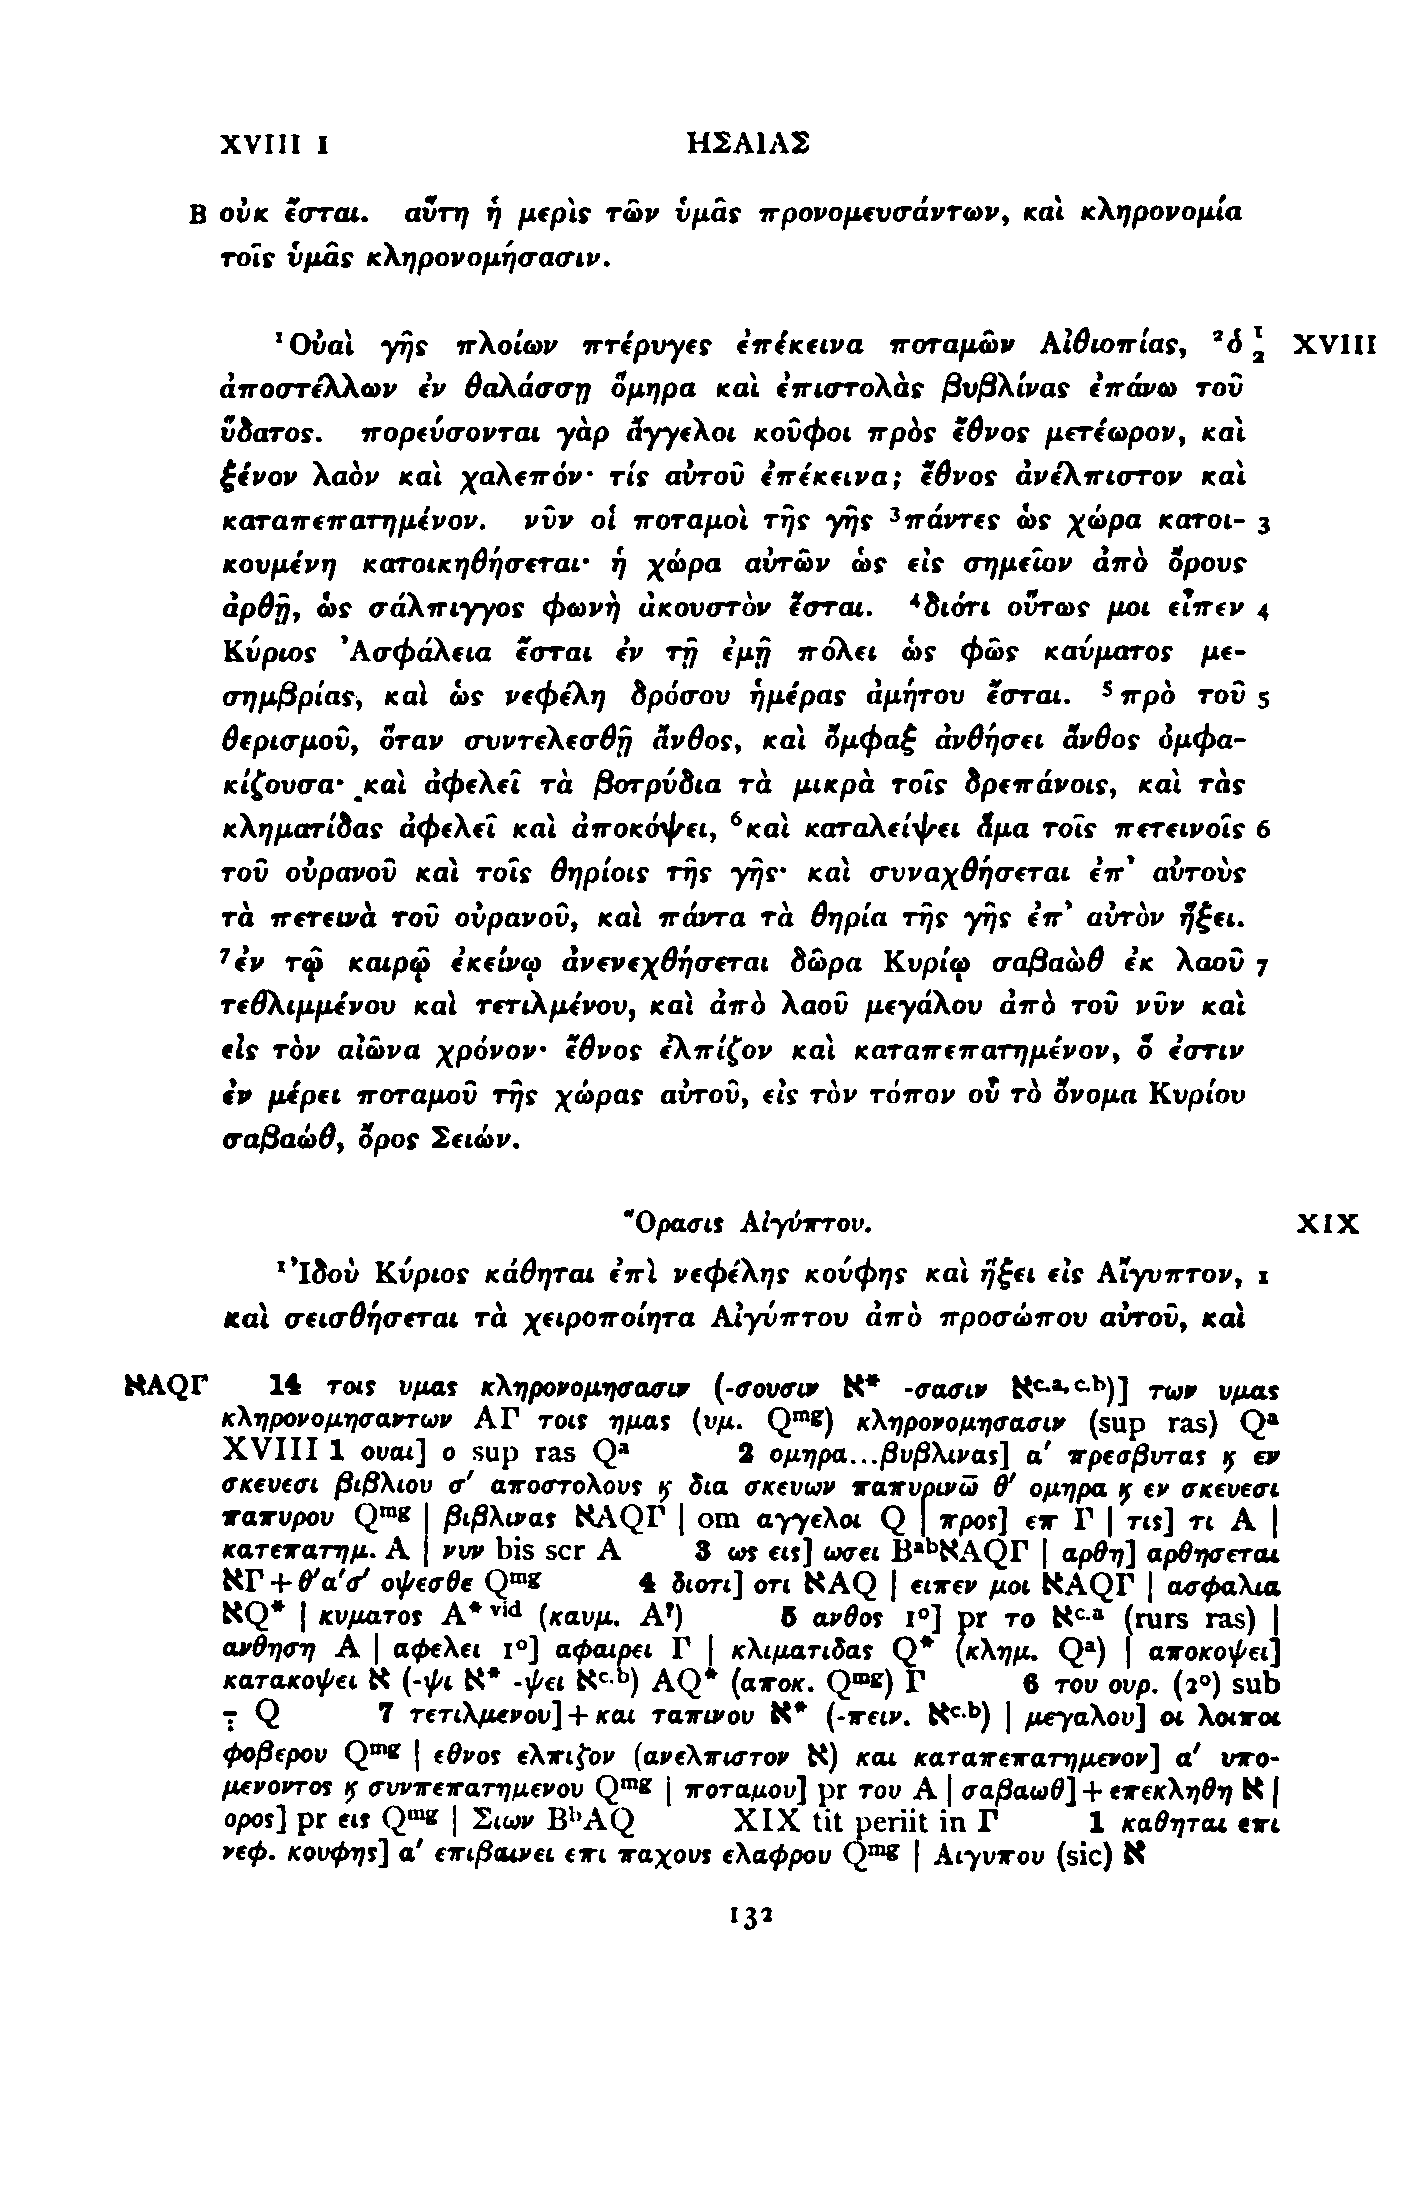 XVIII 1 ΗΣΑΙΑΣ
B οὐκ ἔσται. αὕτη ἡ μερὶς τῶν ὑμᾶς προνομευσάντων, καὶ κληρονομία
τοῖς ὑμᾶς κληρονομήσασιν.
¹Οὐαὶ γῆς πλοίων πτέρυγες ἐπέκεινα ποταμῶν Αἰθιοπίας, ²ὁ 1 2 XVIII
ἀποστέλλων ἐν θαλάσσῃ ὅμηρα καὶ ἐπιστολὰς βυβλίνας ἐπάνω τοῦ
ὕδατος. πορεύσονται γὰρ ἄγγελοι κοῦφοι πρὸς ἔθνος μετέωρον, καὶ
ξένον λαὸν καὶ χαλεπόν· τίς αὐτοῦ ἐπέκεινα; ἔθνος ἀνέλπιστον καὶ
καταπεπατημένον. νῦν οἱ ποταμοὶ τῆς γῆς ³πάντες ὡς χώρα κατοι- 3
κουμένη κατοικηθήσεται· ἡ χώρα αὐτῶν ὡς εἰς σημεῖον ἀπὸ ὄρους
ἀρθῇ, ὡς σάλπιγγος φωνὴ ἀκουστὸν ἔσται. ⁴διότι οὕτως μοι εἶπεν 4
Κύριος Ἀσφάλεια ἔσται ἐν τῇ ἐμῇ πόλει ὡς φῶς καύματος με-
σημβρίας, καὶ ὡς νεφέλη δρόσου ἡμέρας ἀμήτου ἔσται. ⁵πρὸ τοῦ 5
θερισμοῦ, ὅταν συντελεσθῇ ἄνθος, καὶ ὄμφαξ ἀνθήσει ἄνθος ὀμφα-
κίζουσα· καὶ ἀφελεῖ τὰ βοτρύδια τὰ μικρὰ τοῖς δρεπάνοις, καὶ τὰς
κληματίδας ἀφελεῖ καὶ ἀποκόψει, ⁶καὶ καταλείψει ἅμα τοῖς πετεινοῖς 6
τοῦ οὐρανοῦ καὶ τοῖς θηρίοις τῆς γῆς· καὶ συναχθήσεται ἐπ’ αὐτοὺς
τὰ πετεινὰ τοῦ οὐρανοῦ, καὶ πάντα τὰ θηρία τῆς γῆς ἐπ’ αὐτὸν ἥξει.
⁷ἐν τῷ καιρῷ ἐκείνῳ ἀνενεχθήσεται δῶρα Κυρίῳ σαβαὼθ ἐκ λαοῦ 7
τεθλιμμένου καὶ τετιλμένου, καὶ ἀπὸ λαοῦ μεγάλου ἀπὸ τοῦ νῦν καὶ
εἰς τὸν αἰῶνα χρόνον· ἔθνος ἐλπίζον καὶ καταπεπατημένον, ὅ ἐστιν
ἐν μέρει ποταμοῦ τῆς χώρας αὐτοῦ, εἰς τὸν τόπον οὗ τὸ ὄνομα Κυρίου
σαβαώθ, ὄρος Σειών.
Ὅρασις Αἰγύπτου. XIX
¹Ἰδοὺ Κύριος κάθηται ἐπὶ νεφέλης κούφης καὶ ἥξει εἰς Αἴγυπτον, 1
καὶ σεισθήσεται τὰ χειροποίητα Αἰγύπτου ἀπὸ προσώπου αὐτοῦ, καὶ
אAQΓ 14 τοις υμας κληρονομησασιν (-σουσιν א* -σασιν א^c.a, c.b)] των υμας
κληρονομησαντων ΑΓ τοις ημας (υμ. Q^mg) κληρονομησασιν (sup ras) Q^a
XVIII 1 ουαι] ο sup ras Q^a 2 ομηρα...βυβλινας] α′ πρεσβυτας ϗ εν
σκευεσι βιβλιου σ′ αποστολους ϗ δια σκευων παπυρινω̄ θ′ ομηρα ϗ εν σκευεσι
παπυρου Q^mg | βιβλινας אAQΓ | om αγγελοι Q | προς] επ Γ | τις] τι A |
κατεπατημ. A | νυν bis scr A 3 ως εις] ωσει B^abאAQΓ | αρθη] αρθησεται
אΓ + θ′α′σ′ οψεσθε Q^mg 4 διοτι] οτι אAQ | ειπεν μοι אAQΓ | ασφαλια
אQ* | κυματος A*^vid (καυμ. A^?) 5 ανθος 1°] pr το א^c.a (rurs ras) |
ανθηση A | αφελει 1°] αφαιρει Γ | κλιματιδας Q* (κλημ. Q^a) | αποκοψει]
κατακοψει א (-ψι א* -ψει א^c.b) AQ* (αποκ. Q^mg) Γ 6 του ουρ. (2°) sub
⨪ Q 7 τετιλμενου] + και ταπινου א* (-πειν. א^c.b) | μεγαλου] οι λοιποι
φοβερου Q^mg | εθνος ελπιζον (ανελπιστον א) και καταπεπατημενον] α′ υπο-
μενοντος ϗ συνπεπατημενου Q^mg | ποταμου] pr του A | σαβαωθ] + επεκληθη א |
ορος] pr εις Q^mg | Σιων B^bAQ XIX tit periit in Γ 1 καθηται επι
νεφ. κουφης] α′ επιβαινει επι παχους ελαφρου Q^mg | Αιγυπου (sic) א
132